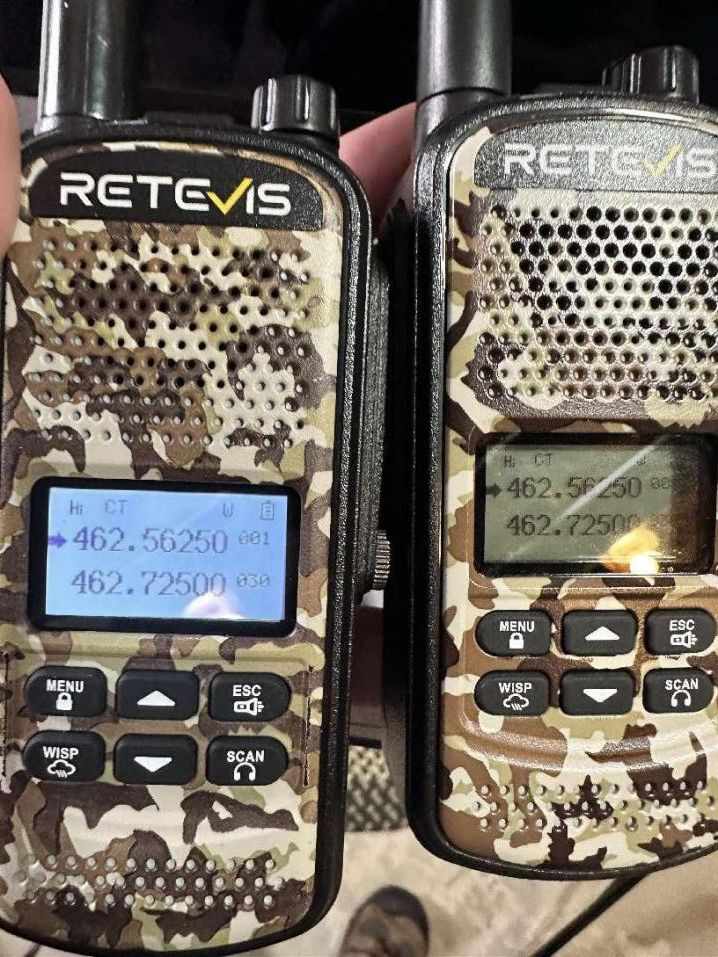 RETEVIS
Hi CT W
462.56250 001
462.72500 030
MENU ESC
WISP SCAN
RETEVIS
Hi CT W
462.56250
462.72500
MENU ESC
WISP SCAN